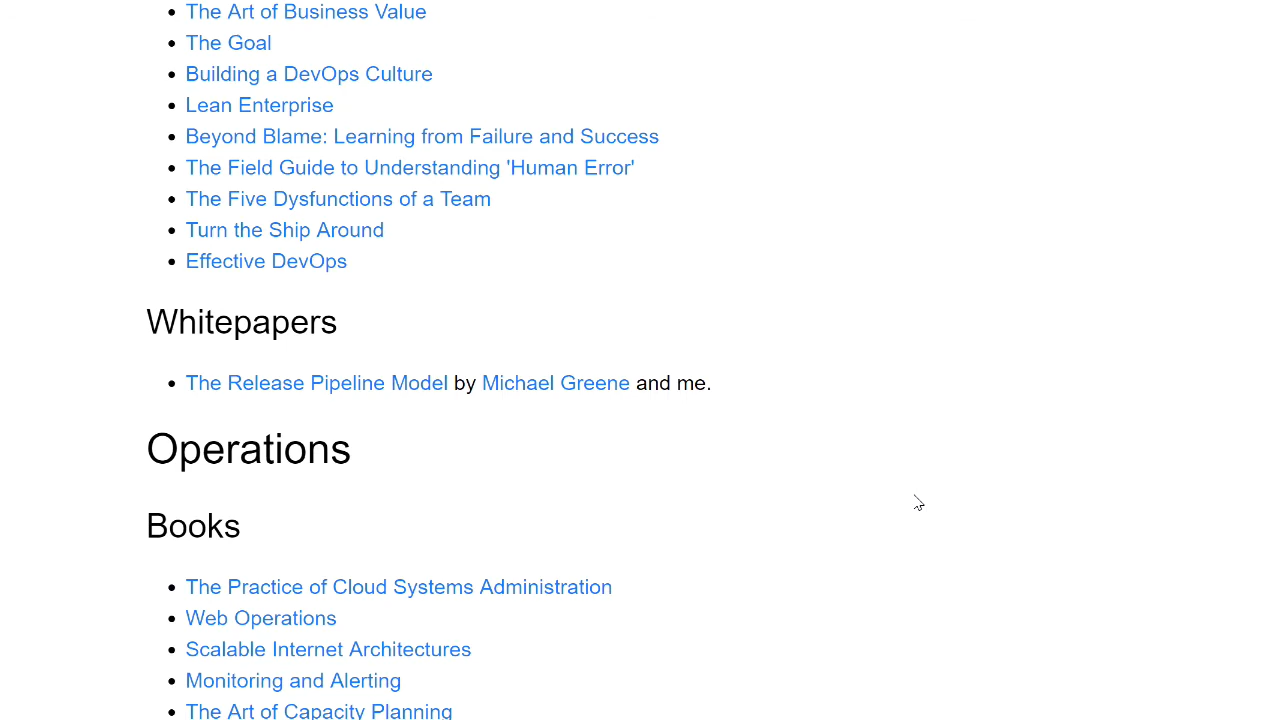 The Art of Business Value
The Goal
Building a DevOps Culture
Lean Enterprise
Beyond Blame: Learning from Failure and Success
The Field Guide to Understanding 'Human Error'
The Five Dysfunctions of a Team
Turn the Ship Around
Effective DevOps
Whitepapers
The Release Pipeline Model by Michael Greene and me.
Operations
Books
The Practice of Cloud Systems Administration
Web Operations
Scalable Internet Architectures
Monitoring and Alerting
The Art of Capacity Planning